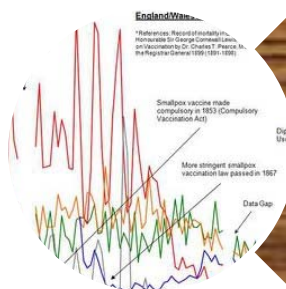 England/Wales
* References: Record of mortality in
Honourable Sir George Cornewall Lewis,
on Vaccination by Dr. Charles T. Pearce, M.
the Registrar General 1899 (1891-1898)
Smallpox vaccine made
compulsory in 1853 (Compulsory
Vaccination Act)
Dip
Us
More stringent smallpox
vaccination law passed in 1867
Data Gap